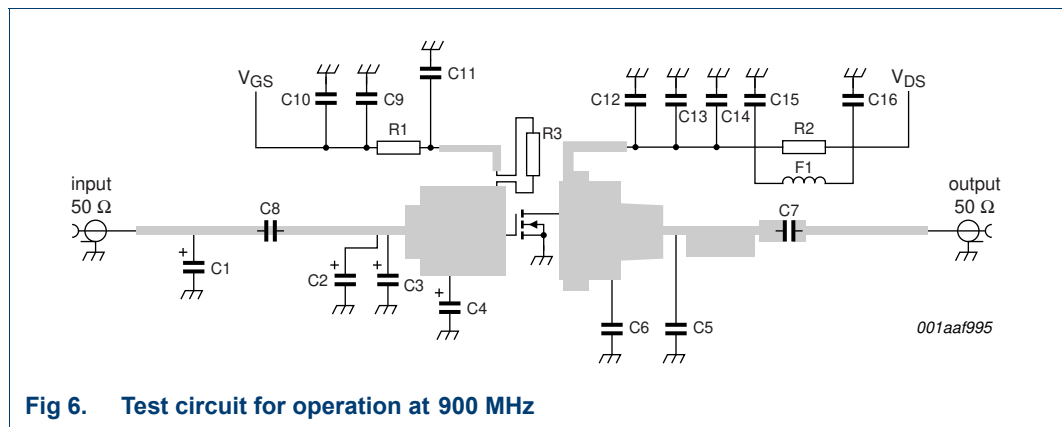 C11
VGS
C10
C9
R1
R3
C12
C13
C14
C15
C16
VDS
R2
F1
input
50 Ω
C8
C1
C2
C3
C4
C6
C5
C7
output
50 Ω
+
+
+
+
001aaf995
Fig 6. Test circuit for operation at 900 MHz